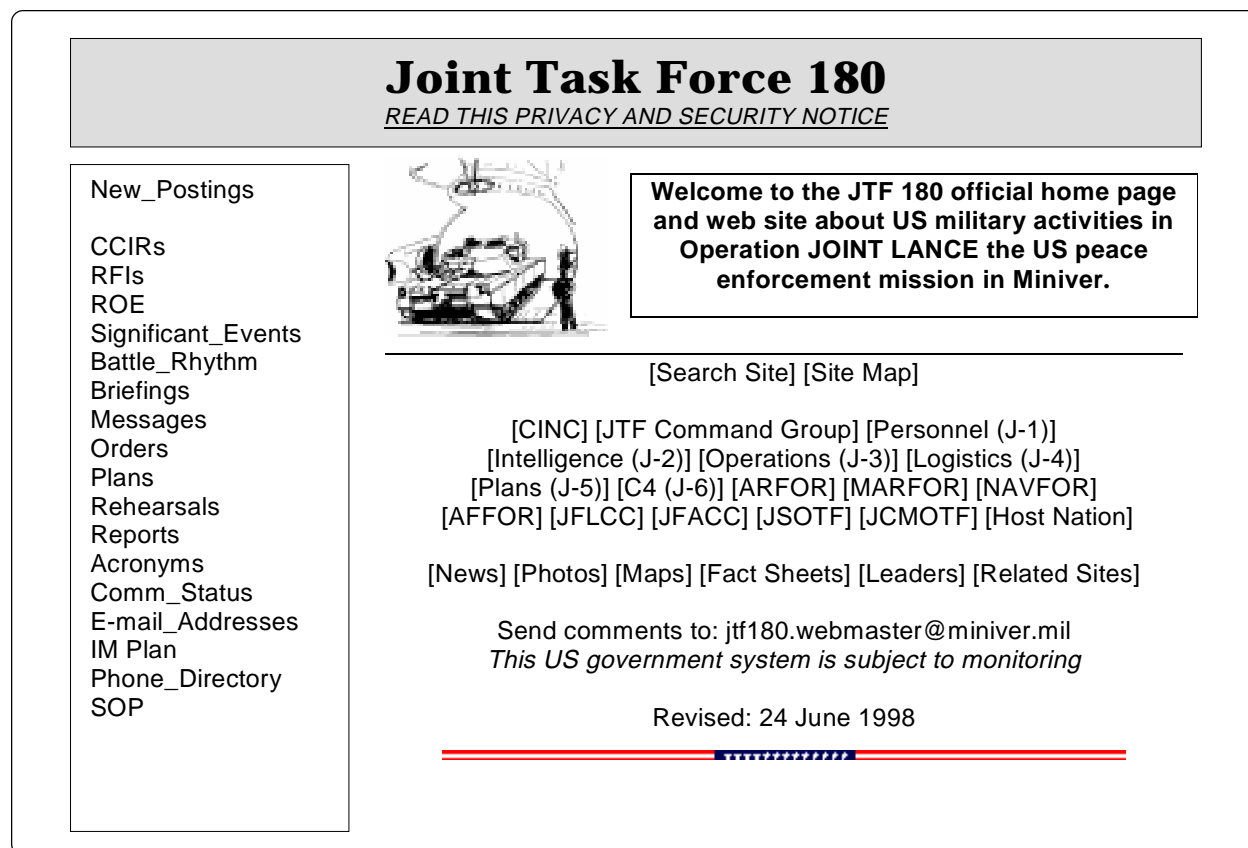 Joint Task Force 180
READ THIS PRIVACY AND SECURITY NOTICE
New_Postings
CCIRs
RFIs
ROE
Significant_Events
Battle_Rhythm
Briefings
Messages
Orders
Plans
Rehearsals
Reports
Acronyms
Comm_Status
E-mail_Addresses
IM Plan
Phone_Directory
SOP
Welcome to the JTF 180 official home page
and web site about US military activities in
Operation JOINT LANCE the US peace
enforcement mission in Miniver.
[Search Site] [Site Map]
[CINC] [JTF Command Group] [Personnel (J-1)]
[Intelligence (J-2)] [Operations (J-3)] [Logistics (J-4)]
[Plans (J-5)] [C4 (J-6)] [ARFOR] [MARFOR] [NAVFOR]
[AFFOR] [JFLCC] [JFACC] [JSOTF] [JCMOTF] [Host Nation]
[News] [Photos] [Maps] [Fact Sheets] [Leaders] [Related Sites]
Send comments to: jtf180.webmaster@miniver.mil
This US government system is subject to monitoring
Revised: 24 June 1998